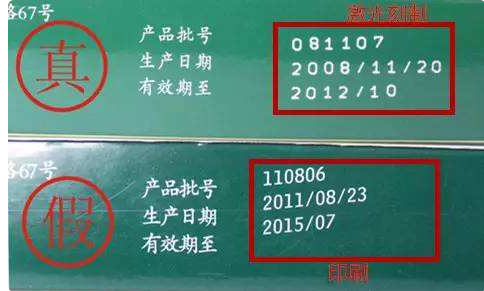 路67号
激光刻制
真
产品批号 081107
生产日期 2008/11/20
有效期至 2012/10
路67号
假
产品批号 110806
生产日期 2011/08/23
有效期至 2015/07
印刷